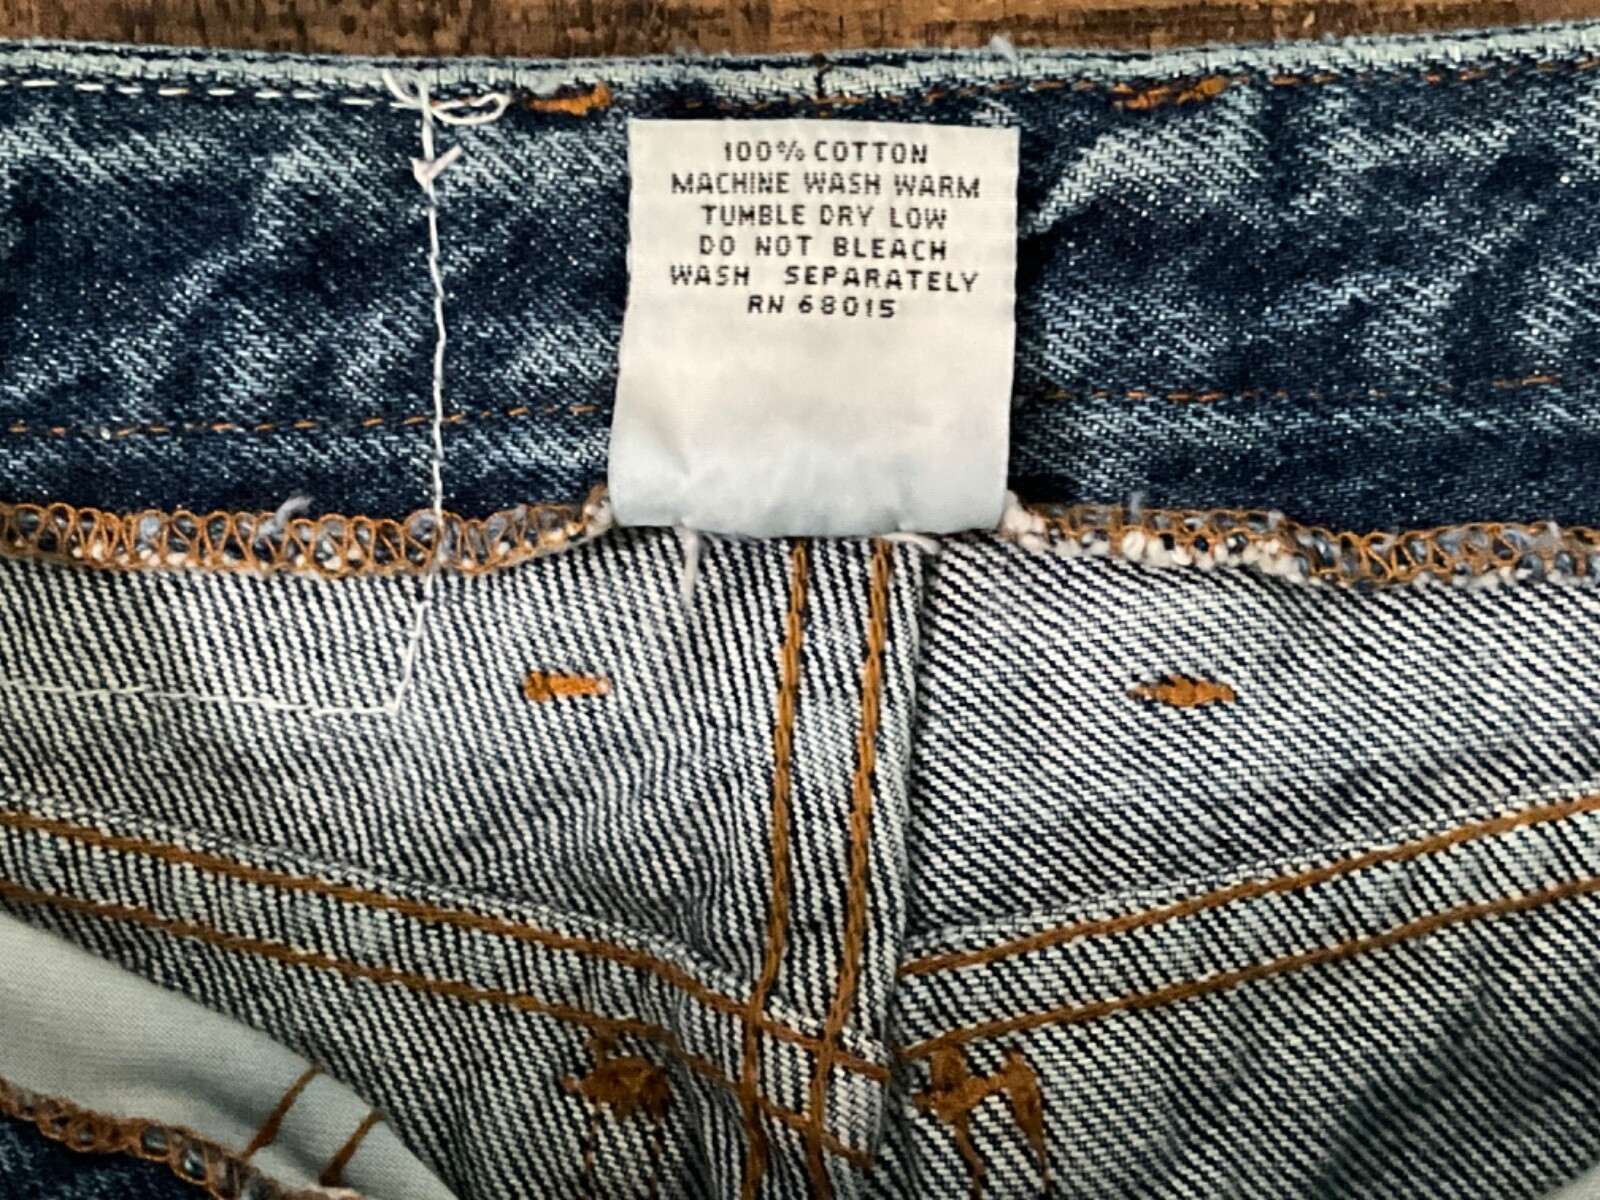 100% COTTON
MACHINE WASH WARM
TUMBLE DRY LOW
DO NOT BLEACH
WASH SEPARATELY
RN 68015